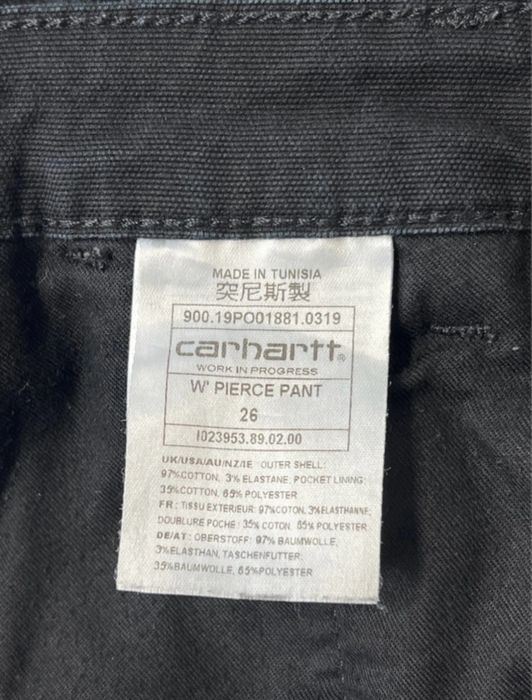 MADE IN TUNISIA
突尼斯製
900.19PO01881.0319
carhartt®
WORK IN PROGRESS
W' PIERCE PANT
26
I023953.89.02.00
UK/USA/AU/NZ/IE OUTER SHELL:
97%COTTON, 3% ELASTANE, POCKET LINING:
35%COTTON, 65% POLYESTER
FR: TISSU EXTERIEUR: 97%COTON, 3%ELASTHANNE,
DOUBLURE POCHE: 35% COTON, 65% POLYESTER
DE/AT: OBERSTOFF: 97% BAUMWOLLE,
3%ELASTHAN, TASCHENFUTTER:
35%BAUMWOLLE, 65%POLYESTER